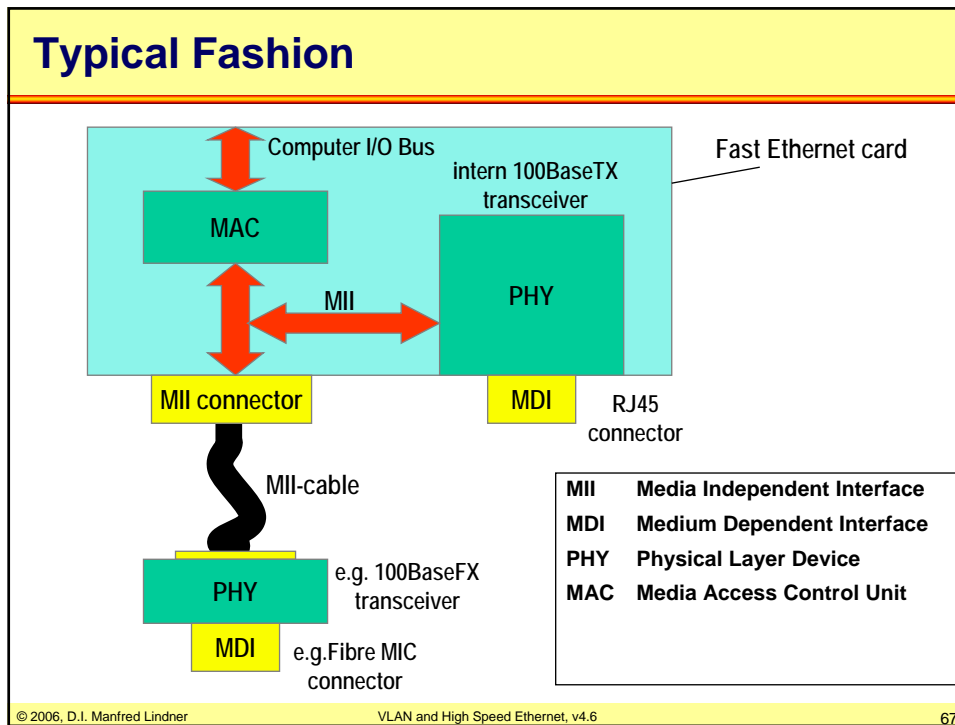 Typical Fashion
Computer I/O Bus
Fast Ethernet card
intern 100BaseTX
transceiver
MAC
MII
PHY
MII connector
MDI
RJ45
connector
MII-cable
MII Media Independent Interface
MDI Medium Dependent Interface
PHY Physical Layer Device
MAC Media Access Control Unit
PHY
e.g. 100BaseFX
transceiver
MDI
e.g.Fibre MIC
connector
© 2006, D.I. Manfred Lindner
VLAN and High Speed Ethernet, v4.6
67